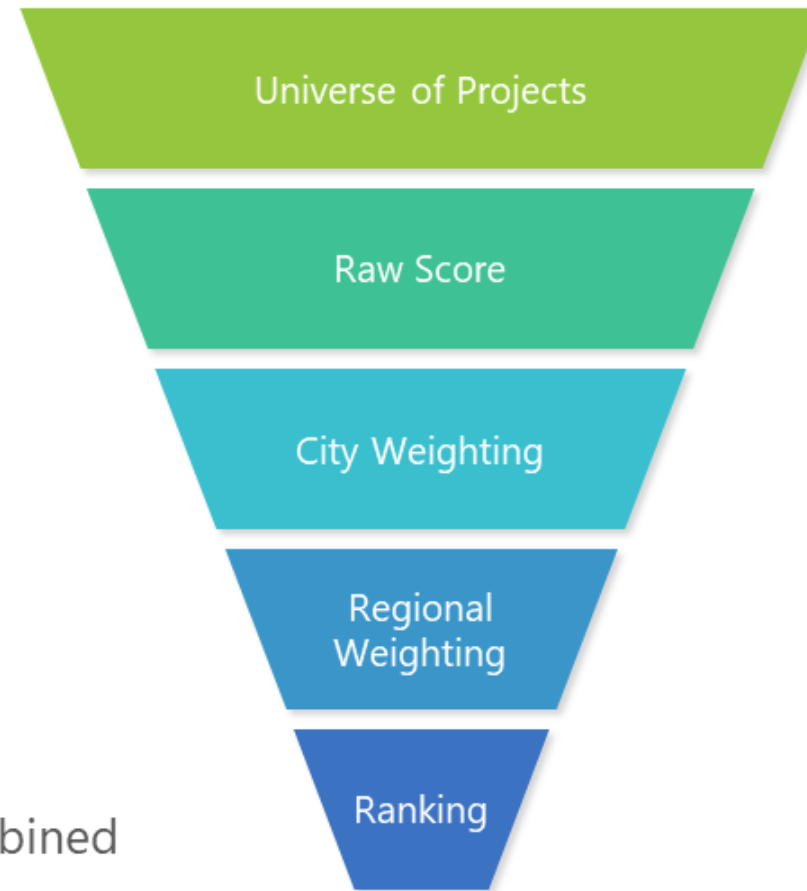 Universe of Projects
Raw Score
City Weighting
Regional
Weighting
Ranking
bined